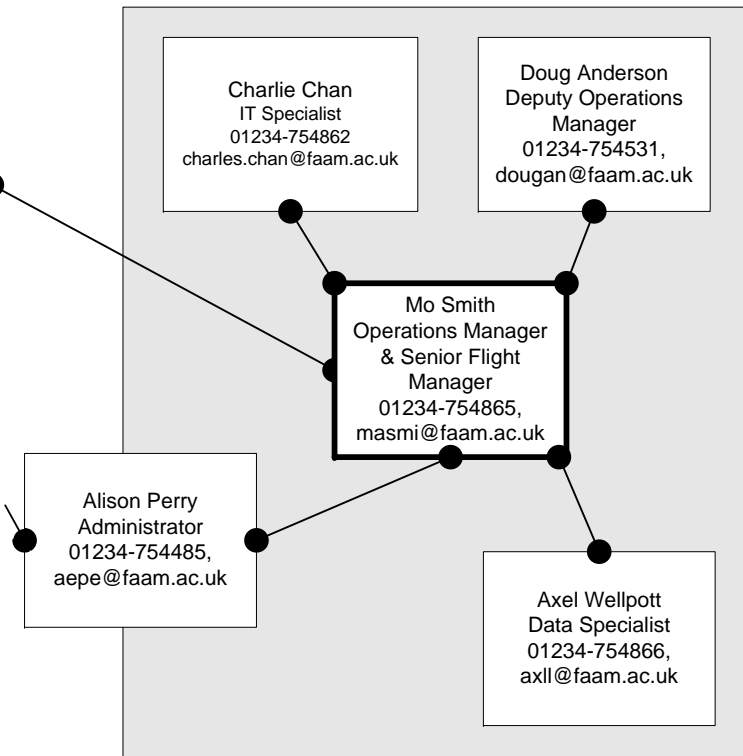 Charlie Chan
IT Specialist
01234-754862
charles.chan@faam.ac.uk
Doug Anderson
Deputy Operations
Manager
01234-754531,
dougan@faam.ac.uk
Mo Smith
Operations Manager
& Senior Flight
Manager
01234-754865,
masmi@faam.ac.uk
Alison Perry
Administrator
01234-754485,
aepe@faam.ac.uk
Axel Wellpott
Data Specialist
01234-754866,
axll@faam.ac.uk